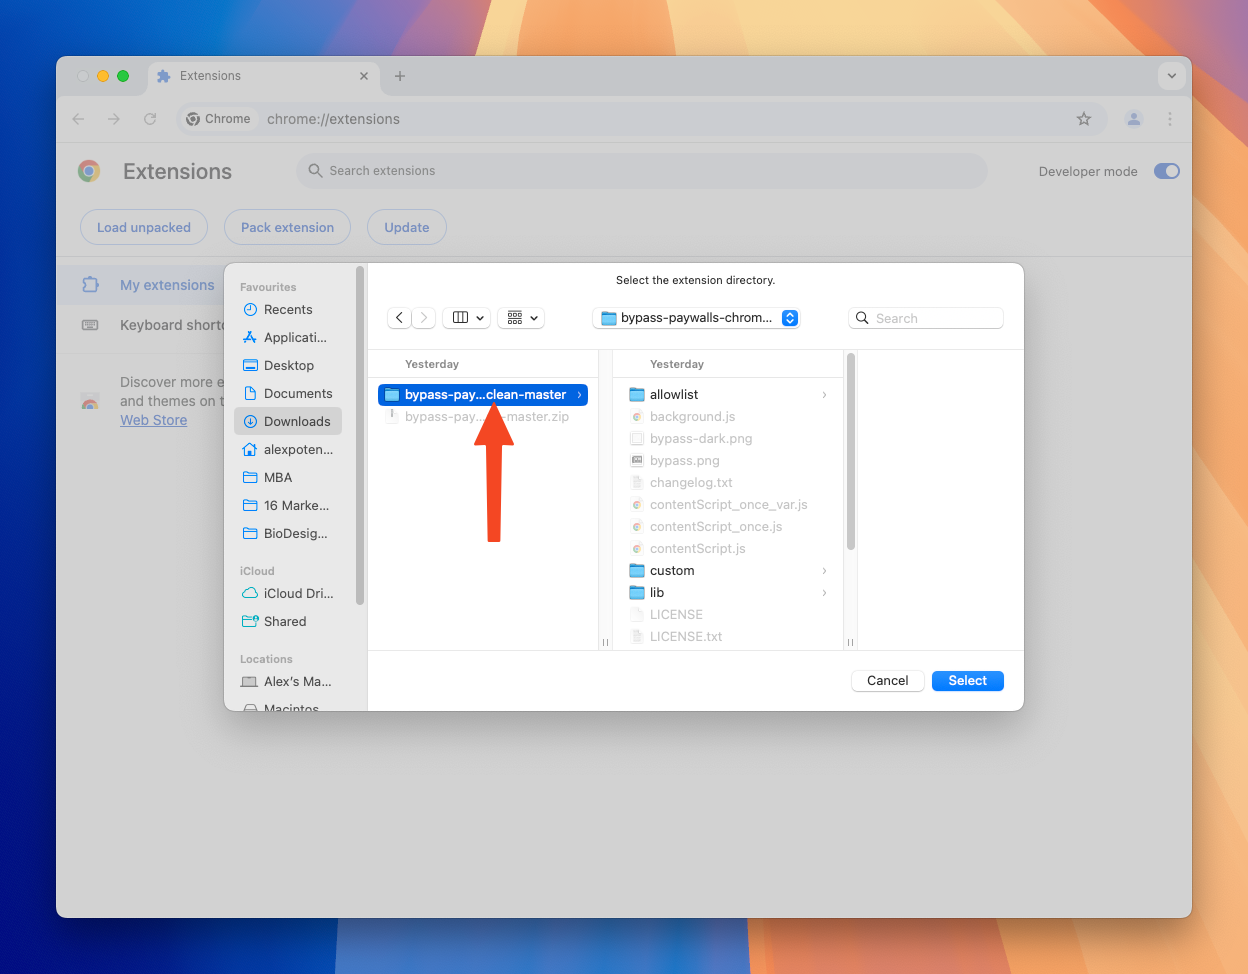 Extensions
Chrome
chrome://extensions
Extensions
Search extensions
Developer mode
Load unpacked
Pack extension
Update
My extensions
Keyboard shortc
Discover more e
and themes on t
Web Store
Select the extension directory.
Favourites
Recents
Applicati...
Desktop
Documents
Downloads
alexpoten...
MBA
16 Marke...
BioDesig...
iCloud
iCloud Dri...
Shared
Locations
Alex's Ma...
Macintos
bypass-paywalls-chrom...
Search
Yesterday
bypass-pay...clean-master
bypass-pay...-master.zip
Yesterday
allowlist
background.js
bypass-dark.png
bypass.png
changelog.txt
contentScript_once_var.js
contentScript_once.js
contentScript.js
custom
lib
LICENSE
LICENSE.txt
Cancel
Select